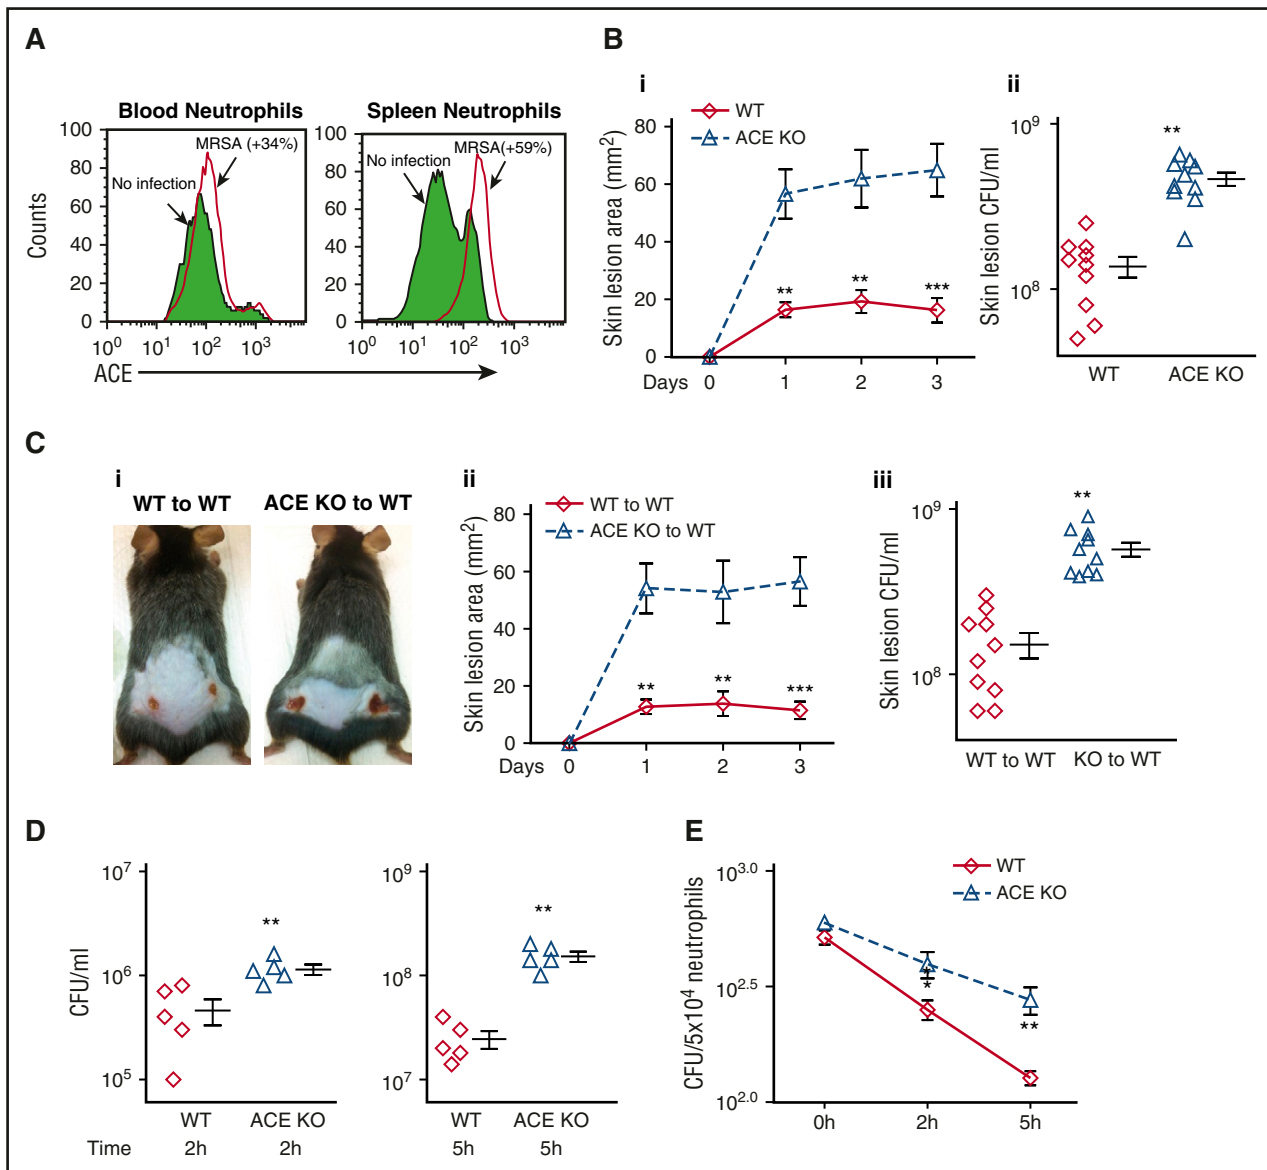 A
Blood Neutrophils
Spleen Neutrophils
Counts
100
80
60
40
20
0
MRSA (+34%)
No infection
10⁰ 10¹ 10² 10³
100
80
60
40
20
0
No infection
MRSA(+59%)
10⁰ 10¹ 10² 10³
ACE
B
i
WT
ACE KO
Skin lesion area (mm²)
80
60
40
20
0
** ** ***
Days 0 1 2 3
ii
Skin lesion CFU/ml
10⁹
10⁸
**
WT ACE KO
C
i
WT to WT ACE KO to WT
ii
WT to WT
ACE KO to WT
Skin lesion area (mm²)
80
60
40
20
0
** ** ***
Days 0 1 2 3
iii
Skin lesion CFU/ml
10⁹
10⁸
**
WT to WT KO to WT
D
CFU/ml
10⁷
10⁶
10⁵
**
WT ACE KO
Time 2h 2h
10⁹
10⁸
10⁷
**
WT ACE KO
5h 5h
E
WT
ACE KO
CFU/5x10⁴ neutrophils
10³·⁰
10²·⁵
10²·⁰
*
**
0h 2h 5h